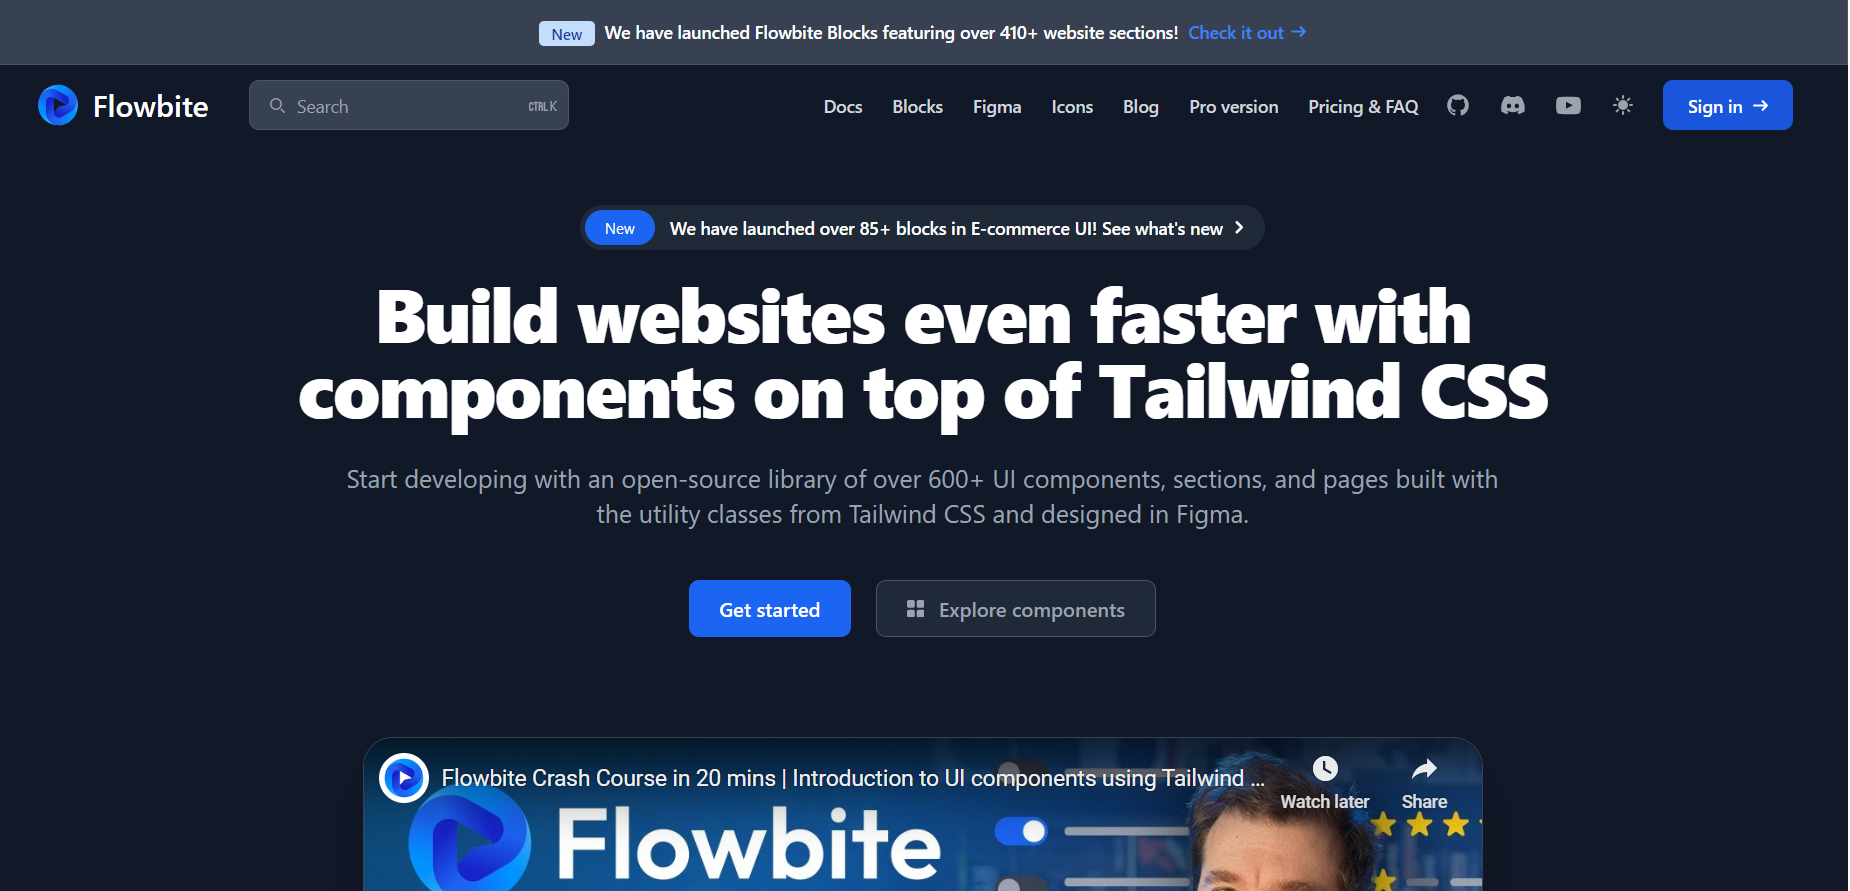 New We have launched Flowbite Blocks featuring over 410+ website sections! Check it out
Flowbite Search CTRL K Docs Blocks Figma Icons Blog Pro version Pricing & FAQ Sign in
New We have launched over 85+ blocks in E-commerce UI! See what's new
Build websites even faster with
components on top of Tailwind CSS
Start developing with an open-source library of over 600+ UI components, sections, and pages built with
the utility classes from Tailwind CSS and designed in Figma.
Get started Explore components
Flowbite Crash Course in 20 mins | Introduction to UI components using Tailwind ...
Watch later Share
Flowbite